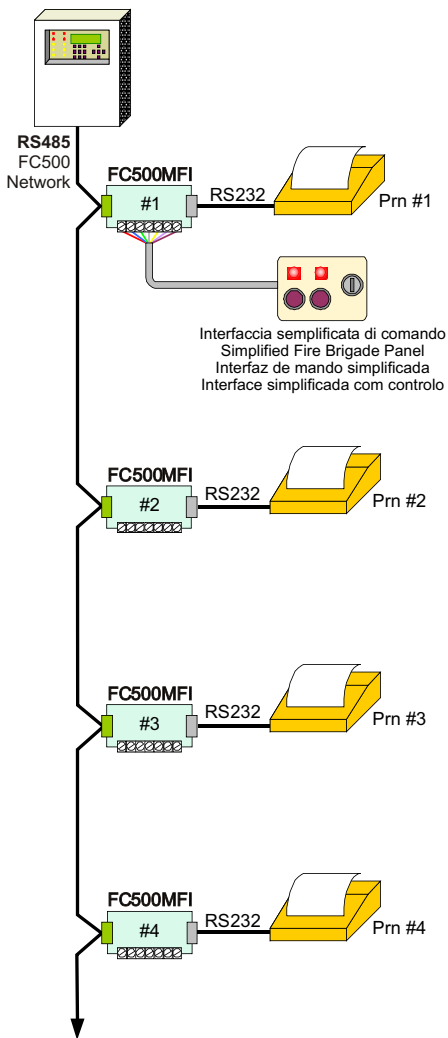 RS485
FC500
Network
FC500MFI
#1
RS232
Prn #1
Interfaccia semplificata di comando
Simplified Fire Brigade Panel
Interfaz de mando simplificada
Interface simplificada com controlo
FC500MFI
#2
RS232
Prn #2
FC500MFI
#3
RS232
Prn #3
FC500MFI
#4
RS232
Prn #4